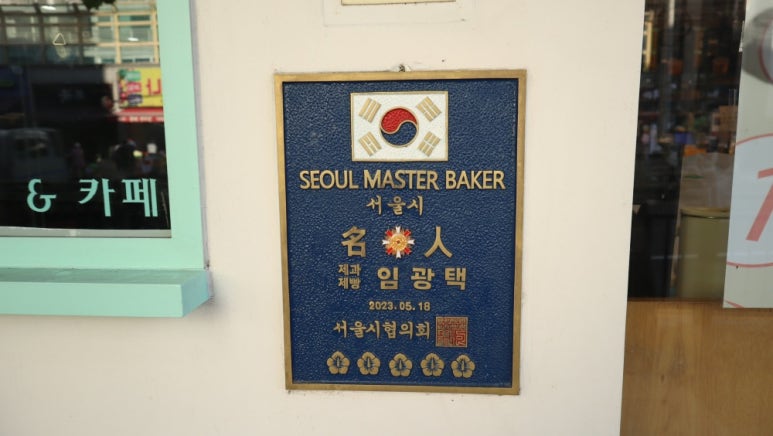 & 카페
SEOUL MASTER BAKER
서울시
名 人
제과
제빵
임광택
2023.05.18
서울시협의회